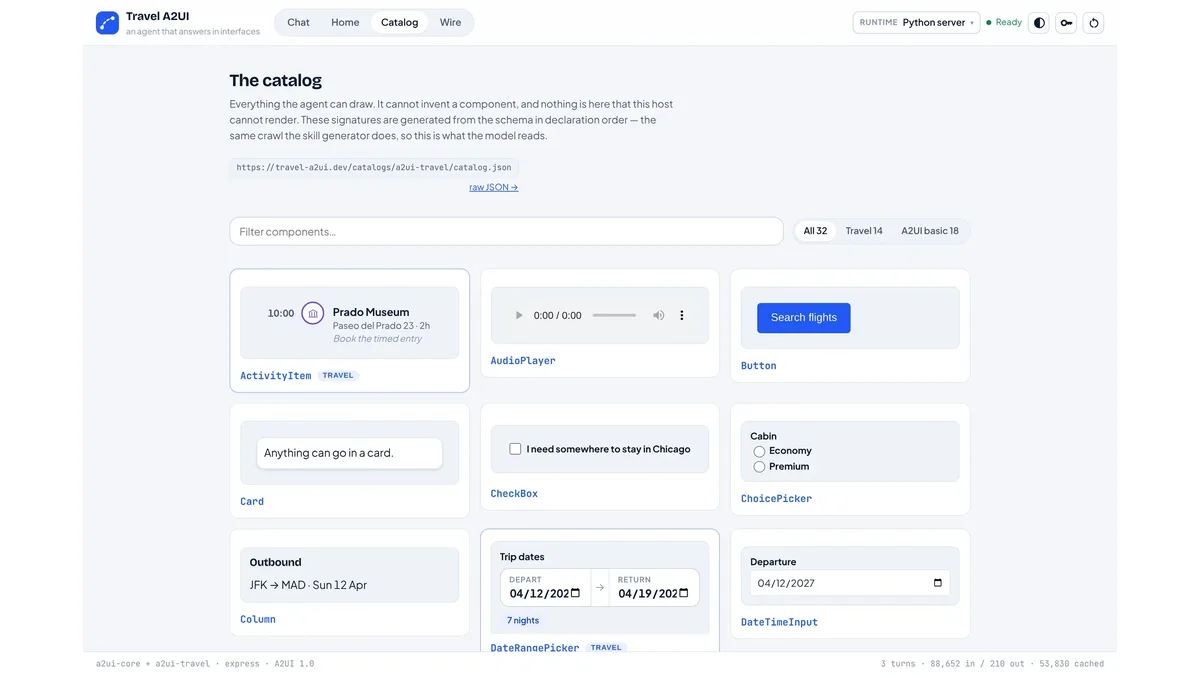 Travel A2UI
an agent that answers in interfaces
Chat Home Catalog Wire
RUNTIME Python server
Ready
The catalog
Everything the agent can draw. It cannot invent a component, and nothing is here that this host
cannot render. These signatures are generated from the schema in declaration order — the
same crawl the skill generator does, so this is what the model reads.
https://travel-a2ui.dev/catalogs/a2ui-travel/catalog.json
raw JSON →
Filter components…
All 32 Travel 14 A2UI basic 18
10:00
Prado Museum
Paseo del Prado 23 · 2h
Book the timed entry
ActivityItem TRAVEL
0:00 / 0:00
AudioPlayer
Search flights
Button
Anything can go in a card.
Card
I need somewhere to stay in Chicago
CheckBox
Cabin
Economy
Premium
ChoicePicker
Outbound
JFK → MAD · Sun 12 Apr
Column
Trip dates
DEPART
04/12/202
→
RETURN
04/19/202
7 nights
DateRangePicker TRAVEL
Departure
04/12/2027
DateTimeInput
a2ui-core + a2ui-travel · express · A2UI 1.0
3 turns · 88,652 in / 210 out · 53,830 cached